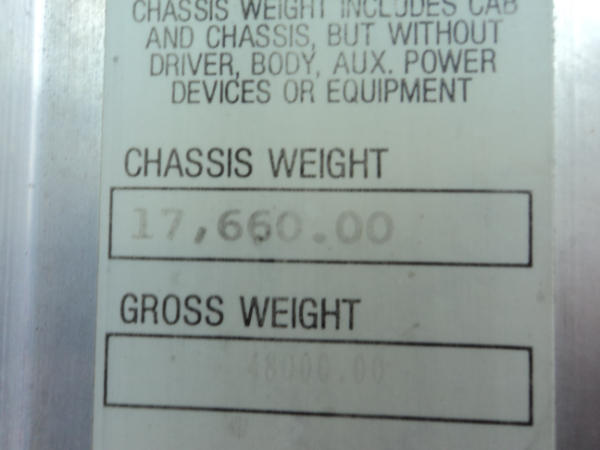 CHASSIS WEIGHT INCLUDES CAB
AND CHASSIS, BUT WITHOUT
DRIVER, BODY, AUX. POWER
DEVICES OR EQUIPMENT
CHASSIS WEIGHT
17,660.00
GROSS WEIGHT
48000.00